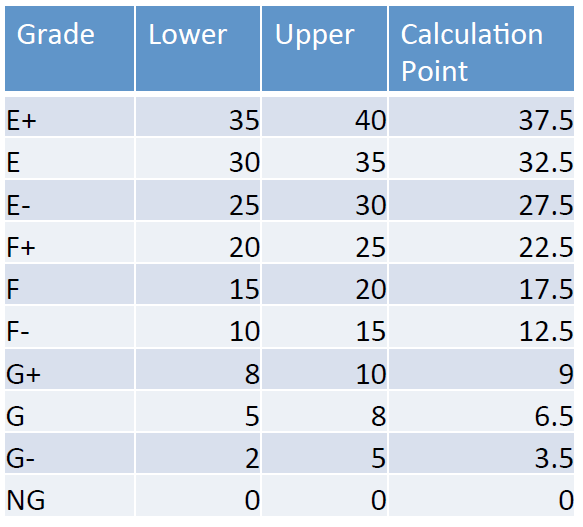 Grade Lower Upper Calculation
Point
E+ 35 40 37.5
E 30 35 32.5
E- 25 30 27.5
F+ 20 25 22.5
F 15 20 17.5
F- 10 15 12.5
G+ 8 10 9
G 5 8 6.5
G- 2 5 3.5
NG 0 0 0